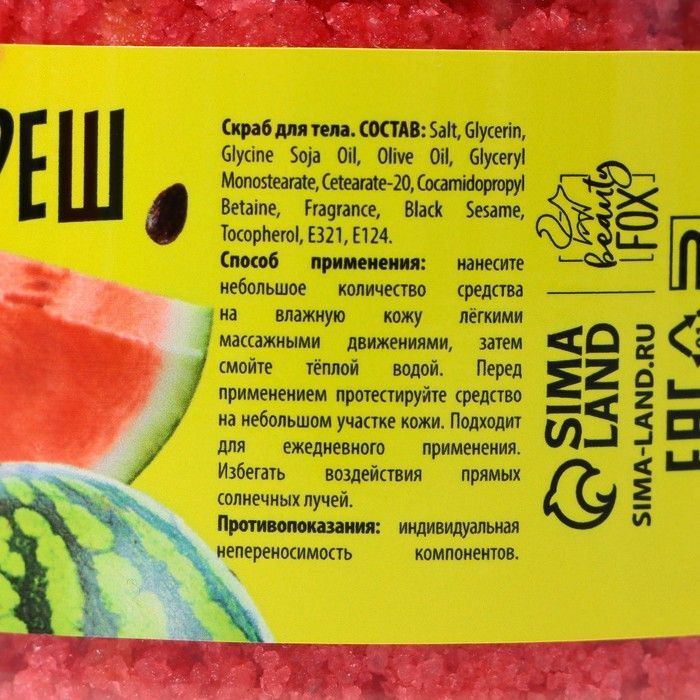 РЕШ
Скраб для тела. СОСТАВ: Salt, Glycerin,
Glycine Soja Oil, Olive Oil, Glyceryl
Monostearate, Cetearate-20, Cocamidopropyl
Betaine, Fragrance, Black Sesame,
Tocopherol, E321, E124.
Способ применения: нанесите
небольшое количество средства
на влажную кожу лёгкими
массажными движениями, затем
смойте тёплой водой. Перед
применением протестируйте средство
на небольшом участке кожи. Подходит
для ежедневного применения.
Избегать воздействия прямых
солнечных лучей.
Противопоказания: индивидуальная
непереносимость компонентов.
beauty
[FOX]
SIMA
LAND
SIMA-LAND.RU
EAC